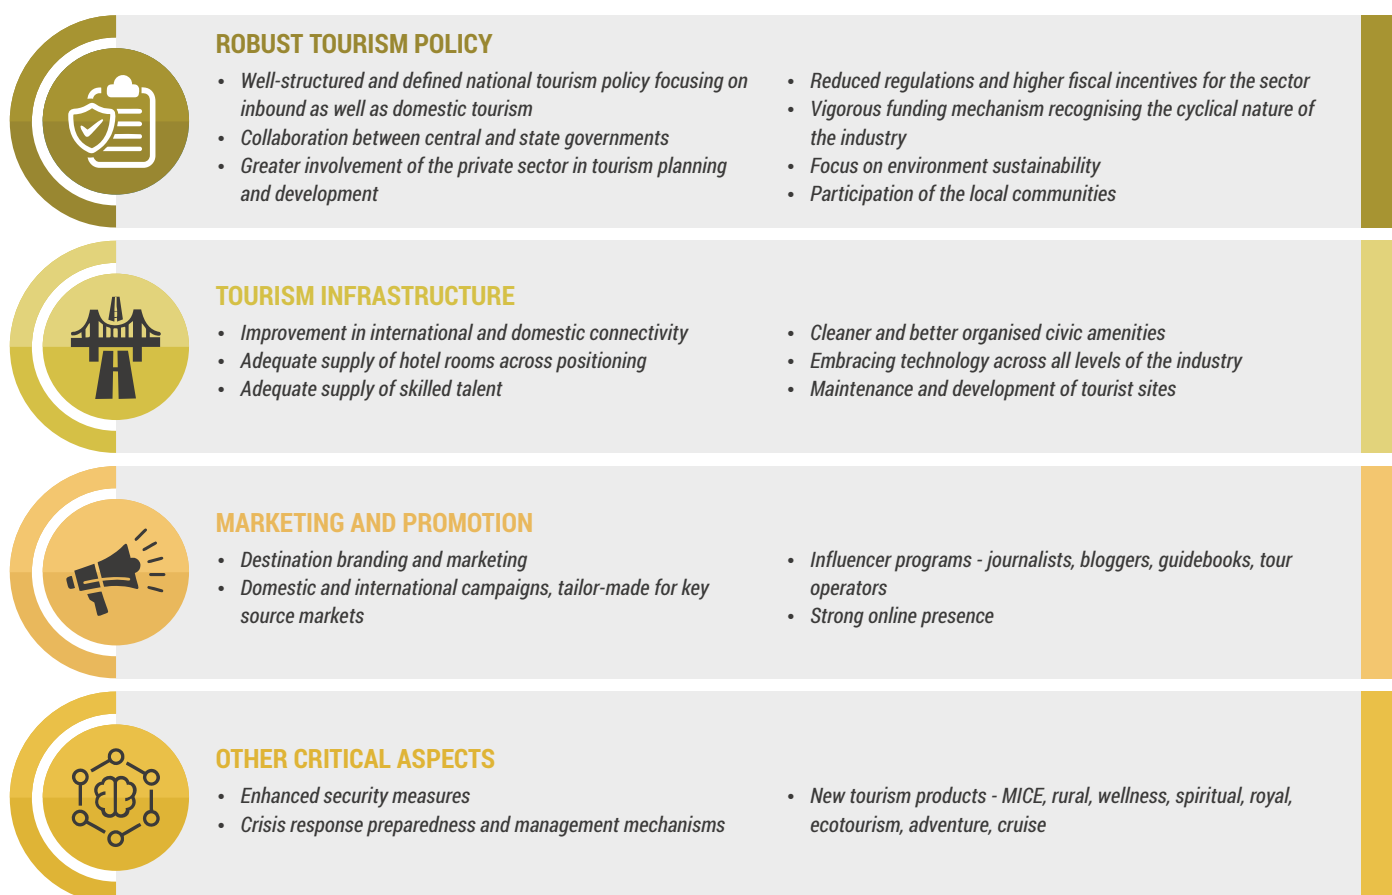 ROBUST TOURISM POLICY
• Well-structured and defined national tourism policy focusing on
inbound as well as domestic tourism
• Collaboration between central and state governments
• Greater involvement of the private sector in tourism planning
and development
• Reduced regulations and higher fiscal incentives for the sector
• Vigorous funding mechanism recognising the cyclical nature of
the industry
• Focus on environment sustainability
• Participation of the local communities
TOURISM INFRASTRUCTURE
• Improvement in international and domestic connectivity
• Adequate supply of hotel rooms across positioning
• Adequate supply of skilled talent
• Cleaner and better organised civic amenities
• Embracing technology across all levels of the industry
• Maintenance and development of tourist sites
MARKETING AND PROMOTION
• Destination branding and marketing
• Domestic and international campaigns, tailor-made for key
source markets
• Influencer programs - journalists, bloggers, guidebooks, tour
operators
• Strong online presence
OTHER CRITICAL ASPECTS
• Enhanced security measures
• Crisis response preparedness and management mechanisms
• New tourism products - MICE, rural, wellness, spiritual, royal,
ecotourism, adventure, cruise